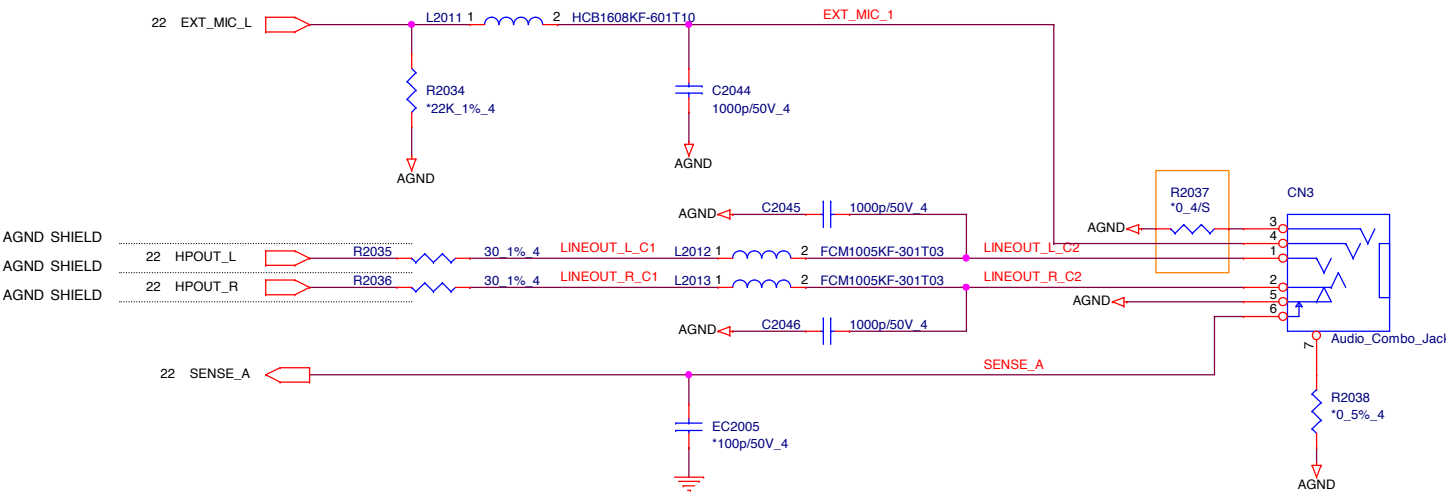 22 EXT_MIC_L
L2011 1 2 HCB1608KF-601T10
EXT_MIC_1
R2034
*22K_1%_4
AGND
C2044
1000p/50V_4
AGND
R2037
*0_4/S
CN3
AGND
3
4
1
2
5
6
7
Audio_Combo_Jack
AGND C2045 1000p/50V_4
AGND SHIELD
22 HPOUT_L R2035 30_1%_4 LINEOUT_L_C1 L2012 1 2 FCM1005KF-301T03 LINEOUT_L_C2
AGND SHIELD
22 HPOUT_R R2036 30_1%_4 LINEOUT_R_C1 L2013 1 2 FCM1005KF-301T03 LINEOUT_R_C2
AGND SHIELD
AGND
AGND C2046 1000p/50V_4
22 SENSE_A
SENSE_A
EC2005
*100p/50V_4
R2038
*0_5%_4
AGND